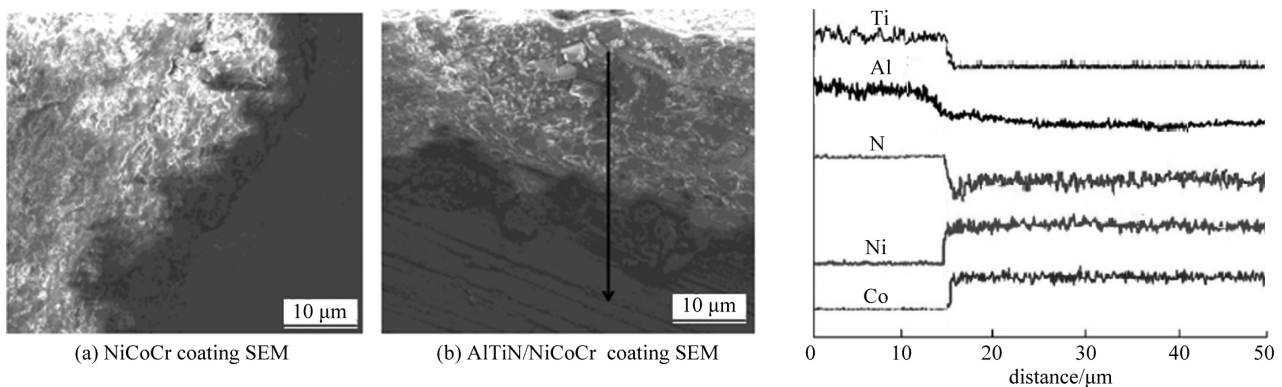 10 μm
(a) NiCoCr coating SEM
10 μm
(b) AlTiN/NiCoCr coating SEM
Ti
Al
N
Ni
Co
0 10 20 30 40 50
distance/μm